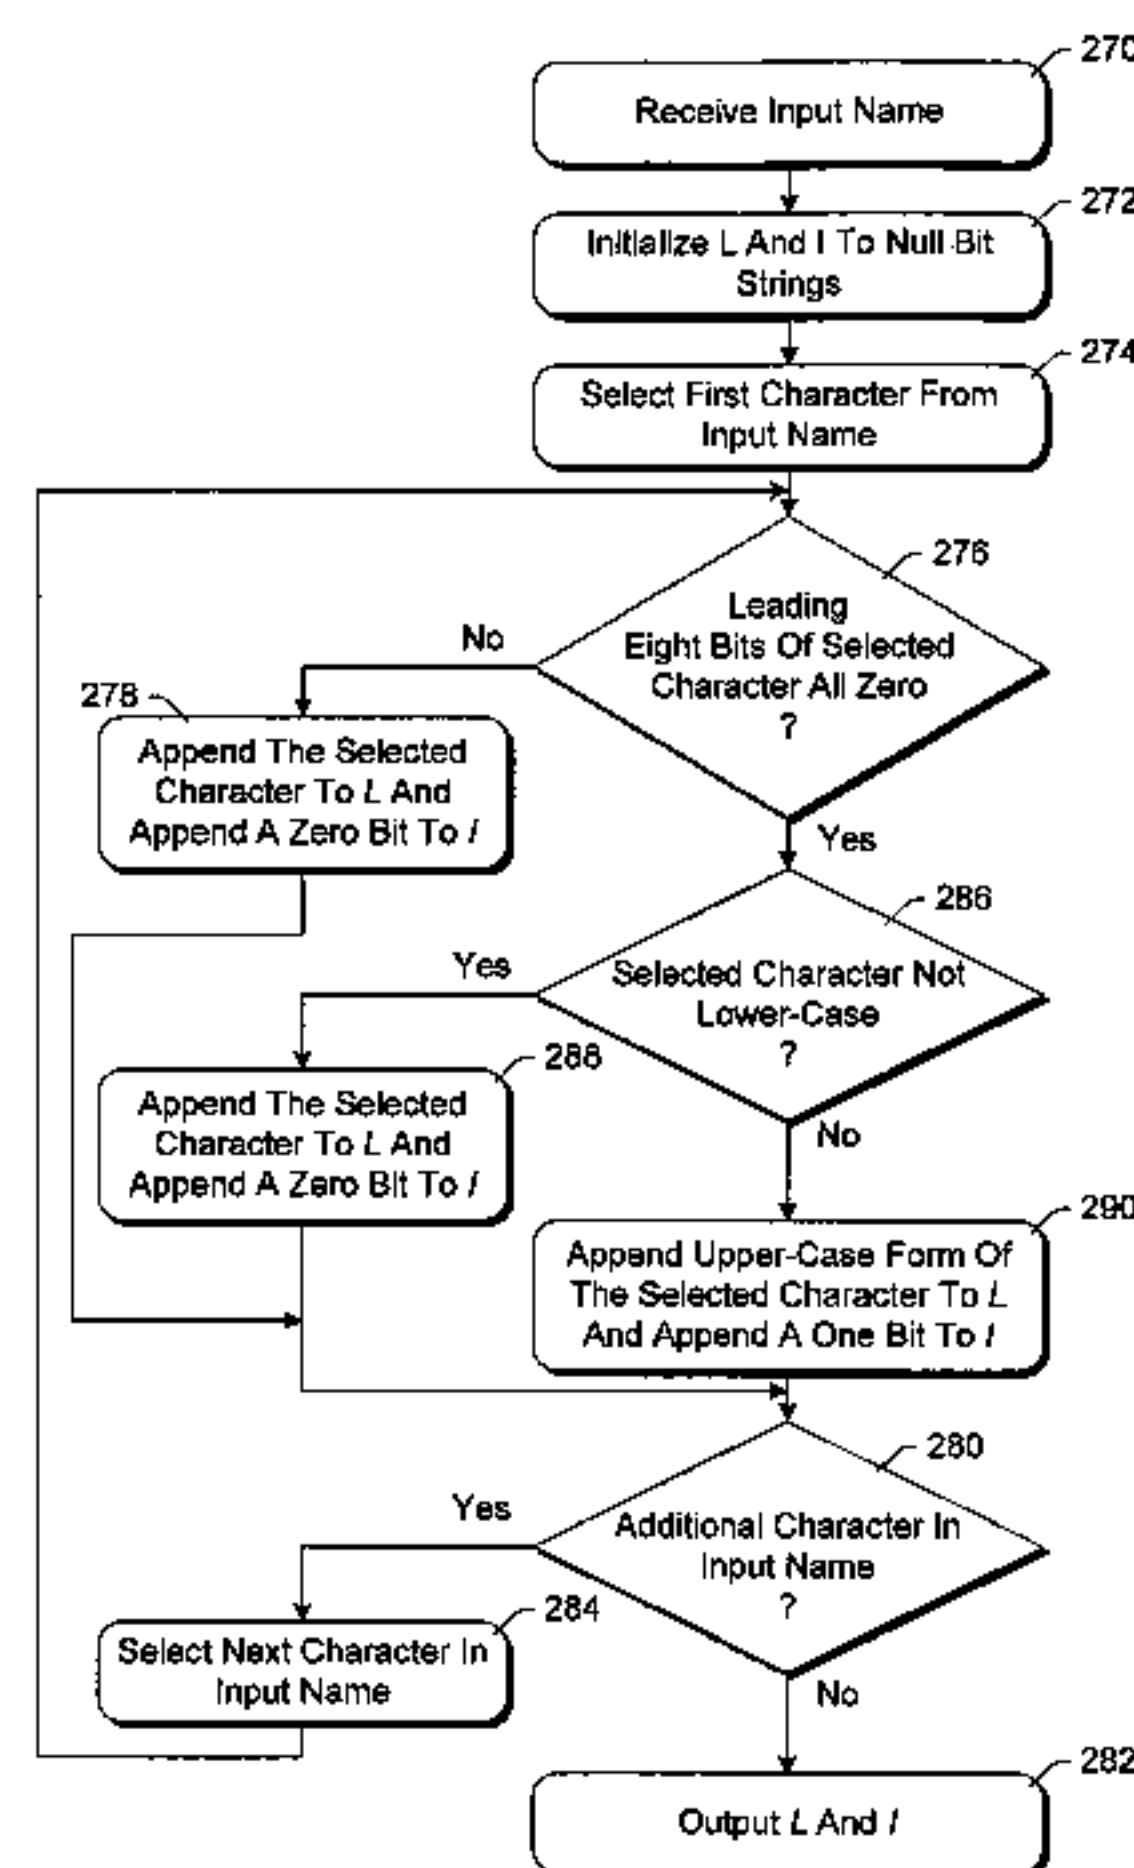 270
Receive Input Name
272
Initialize L And I To Null Bit
Strings
274
Select First Character From
Input Name
276
Leading
Eight Bits Of Selected
Character All Zero
?
No
278
Append The Selected
Character To L And
Append A Zero Bit To I
Yes
286
Selected Character Not
Lower-Case
?
Yes
288
Append The Selected
Character To L And
Append A Zero Bit To I
No
290
Append Upper-Case Form Of
The Selected Character To L
And Append A One Bit To I
280
Additional Character In
Input Name
?
Yes
284
Select Next Character In
Input Name
No
282
Output L And I